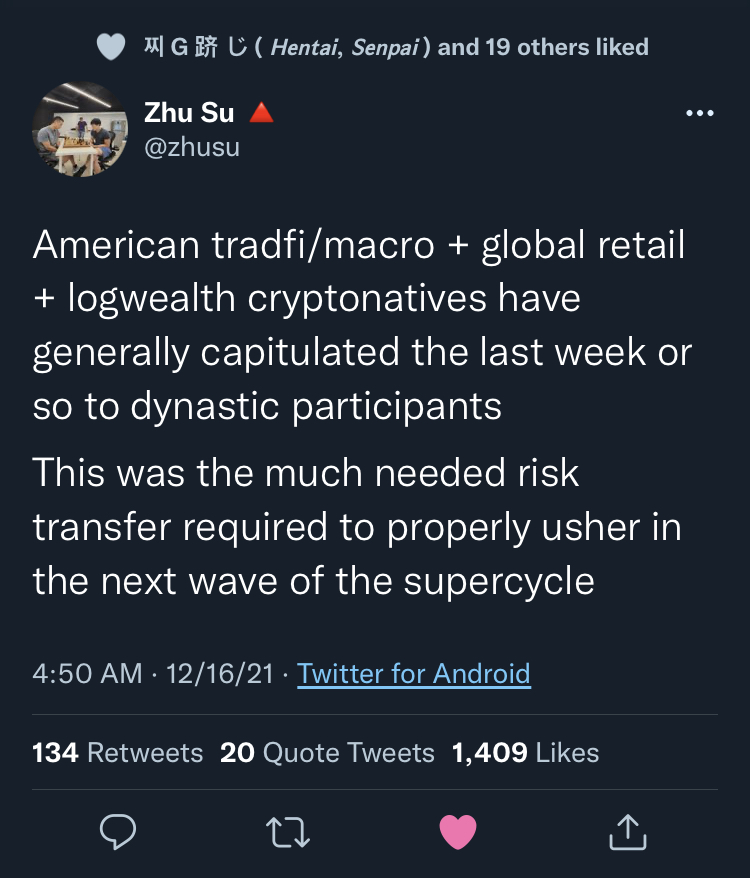 찌 G 跻 じ ( Hentai, Senpai ) and 19 others liked
Zhu Su 🔺
@zhusu
American tradfi/macro + global retail
+ logwealth cryptonatives have
generally capitulated the last week or
so to dynastic participants
This was the much needed risk
transfer required to properly usher in
the next wave of the supercycle
4:50 AM · 12/16/21 · Twitter for Android
134 Retweets 20 Quote Tweets 1,409 Likes